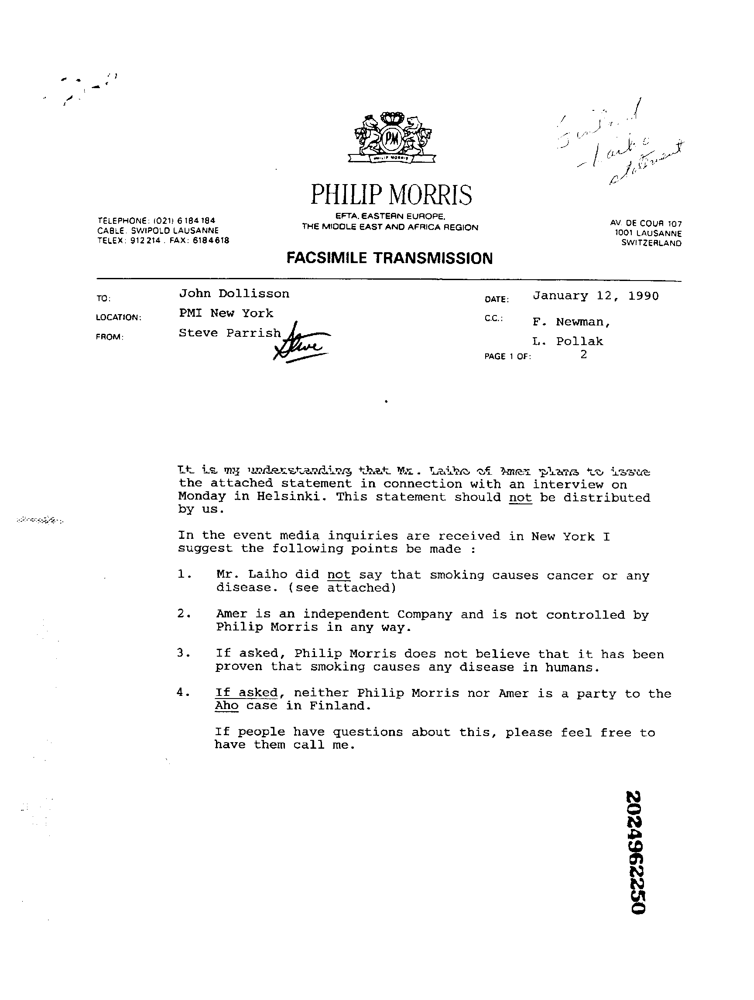 Finland
- Laiho
statement
PM
PHILIP MORRIS
PHILIP MORRIS
EFTA, EASTERN EUROPE,
THE MIDDLE EAST AND AFRICA REGION
TELEPHONE: (021) 6 184 184
CABLE: SWIPOLD LAUSANNE
TELEX: 912 214 . FAX: 6184618
AV DE COUR 107
1001 LAUSANNE
SWITZERLAND
FACSIMILE TRANSMISSION
TO: John Dollisson
DATE: January 12, 1990
LOCATION: PMI New York
C.C.: F. Newman,
FROM: Steve Parrish
Steve
L. Pollak
PAGE 1 OF: 2
It is my understanding that Mr. Laiho of Amer plans to issue
the attached statement in connection with an interview on
Monday in Helsinki. This statement should not be distributed
by us.
In the event media inquiries are received in New York I
suggest the following points be made :
1. Mr. Laiho did not say that smoking causes cancer or any
disease. (see attached)
2. Amer is an independent Company and is not controlled by
Philip Morris in any way.
3. If asked, Philip Morris does not believe that it has been
proven that smoking causes any disease in humans.
4. If asked, neither Philip Morris nor Amer is a party to the
Aho case in Finland.
If people have questions about this, please feel free to
have them call me.
2024962250